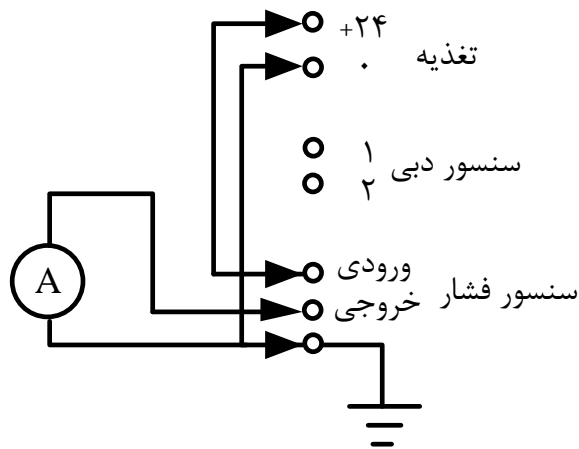 +۲۴
تغذیه
۰
سنسور دبی ۱
۲
ورودی
سنسور فشار خروجی
A